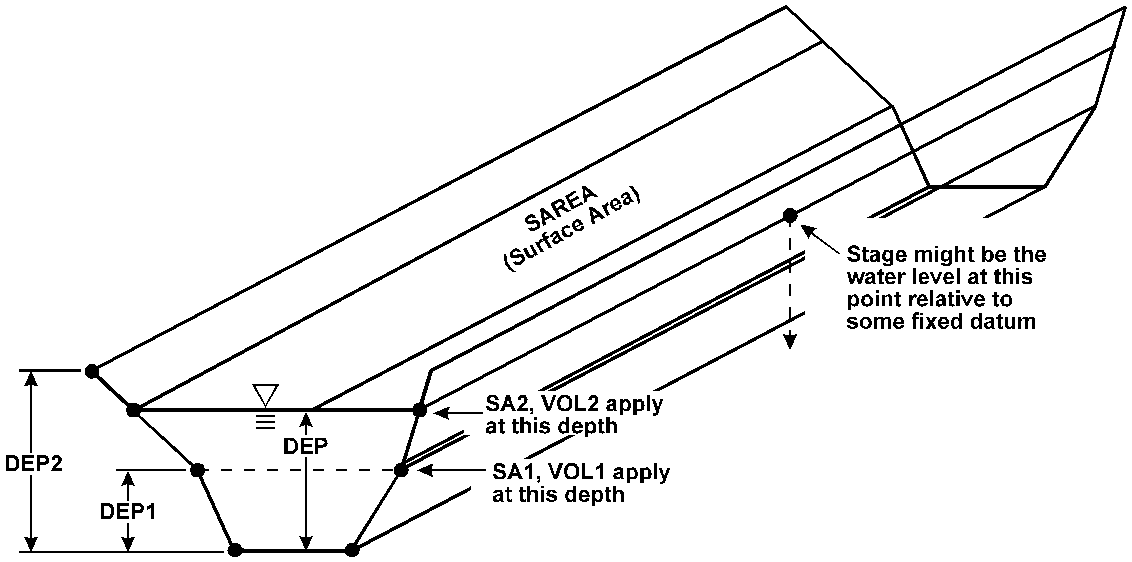 SAREA
(Surface Area)
Stage might be the
water level at this
point relative to
some fixed datum
SA2, VOL2 apply
at this depth
DEP
DEP2
SA1, VOL1 apply
at this depth
DEP1